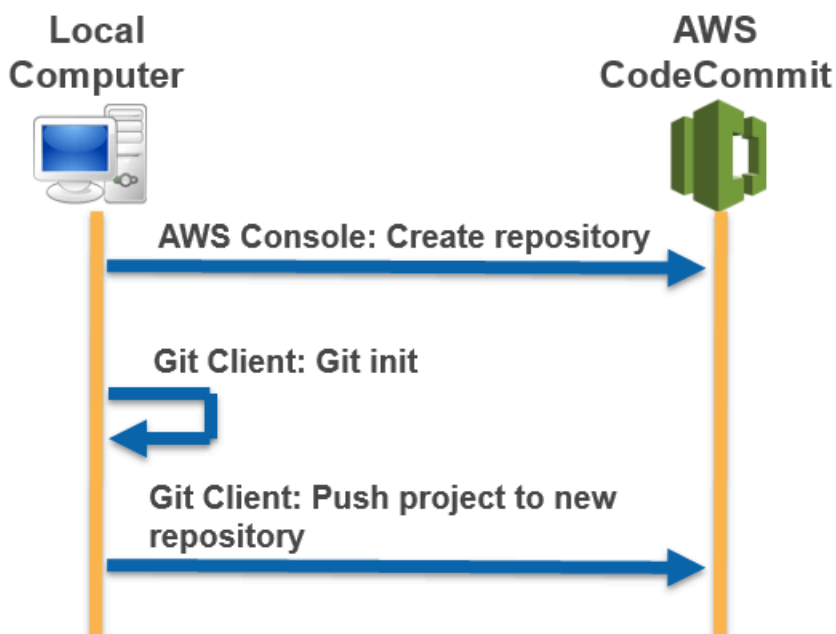 Local
Computer
AWS
CodeCommit
AWS Console: Create repository
Git Client: Git init
Git Client: Push project to new
repository